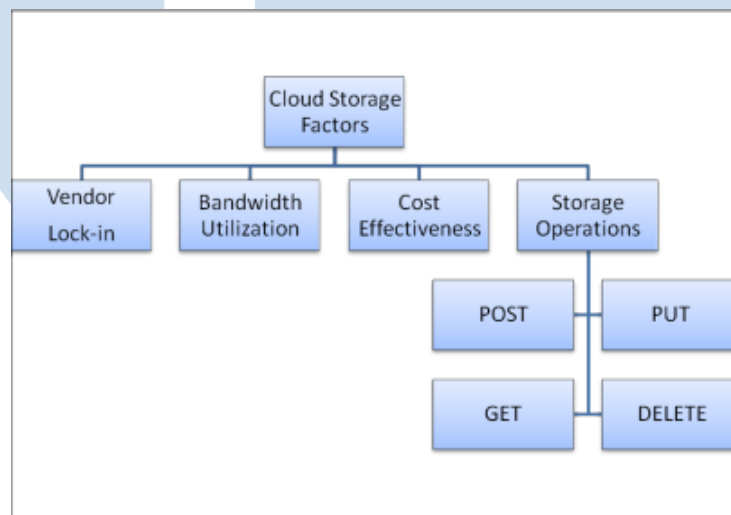 Cloud Storage
Factors
Vendor
Lock-in
Bandwidth
Utilization
Cost
Effectiveness
Storage
Operations
POST
PUT
GET
DELETE